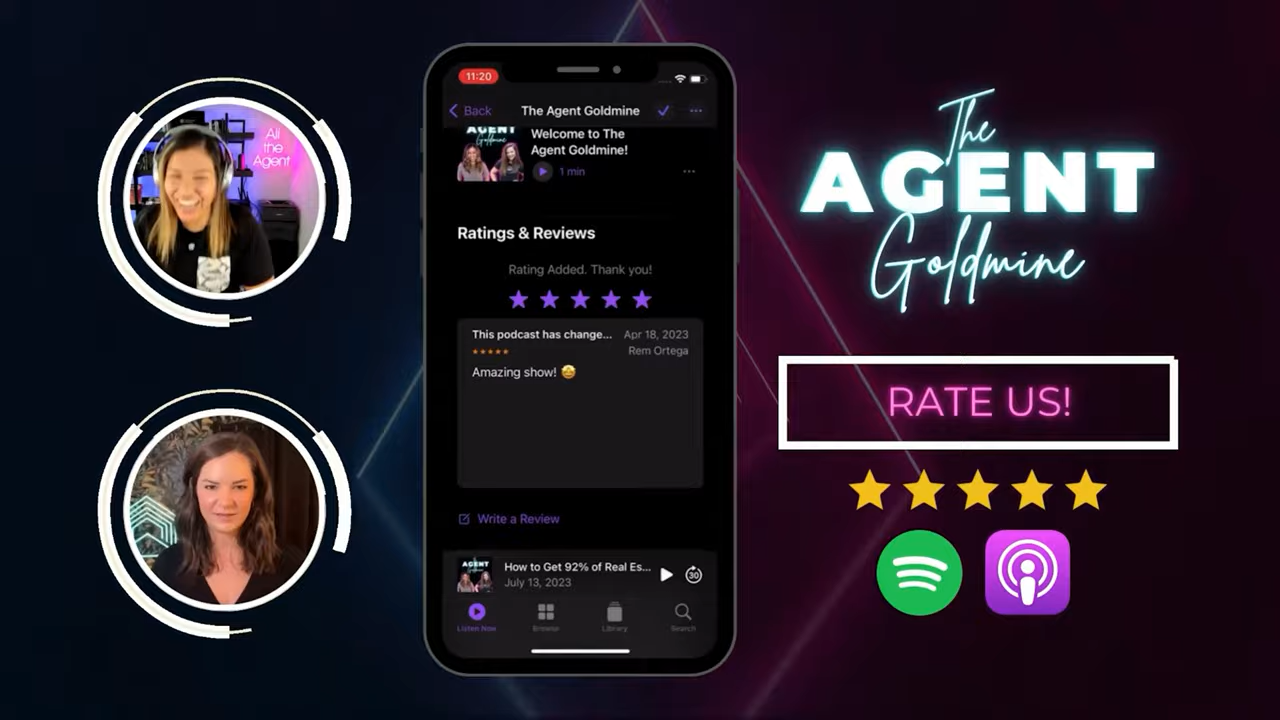 All
the
Agent
11:20
Back
The Agent Goldmine
AGENT
Goldmine
Welcome to The
Agent Goldmine!
1 min
Ratings & Reviews
Rating Added. Thank you!
This podcast has change...
Apr 18, 2023
Rem Ortega
Amazing show! 🤩
Write a Review
AGENT
How to Get 92% of Real Es...
July 13, 2023
30
Listen Now
Browse
Library
Search
The
AGENT
Goldmine
RATE US!